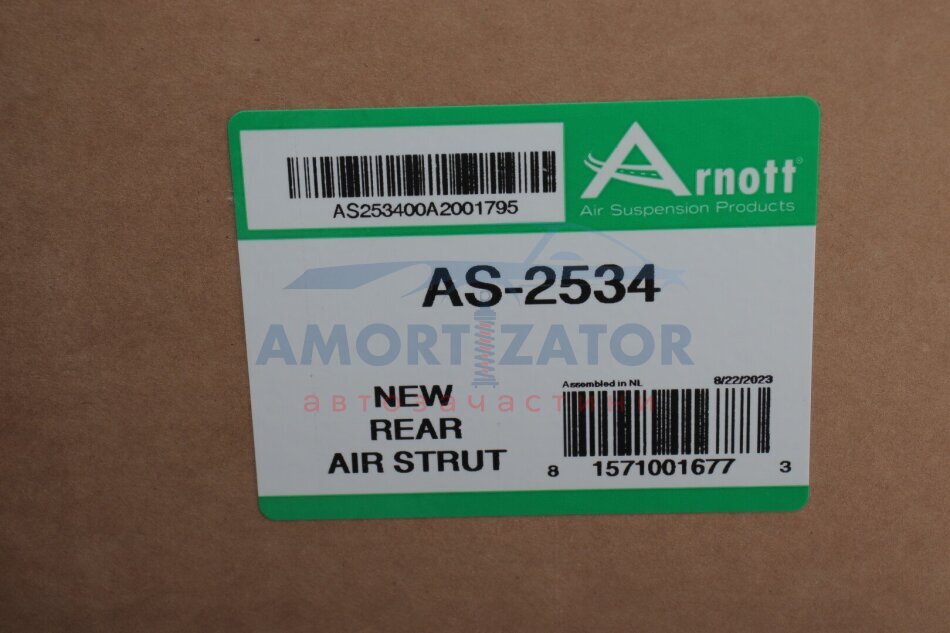 Arnott®
Air Suspension Products
AS253400A2001795
AS-2534
AMORTIZATOR
автозачастини
NEW
REAR
AIR STRUT
Assembled in NL
8/22/2023
8 1571001677 3